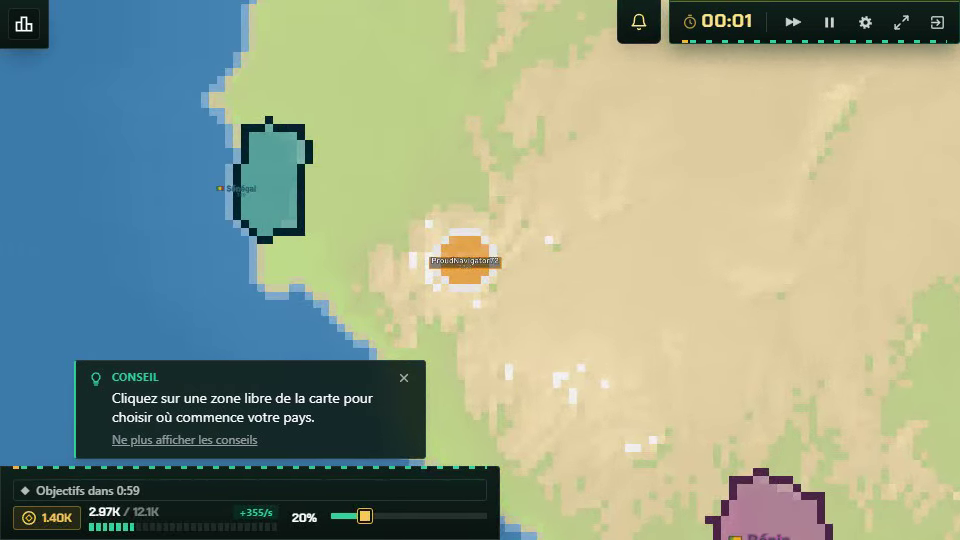 00:01
Sénégal
ProudNavigator72
CONSEIL
Cliquez sur une zone libre de la carte pour
choisir où commence votre pays.
Ne plus afficher les conseils
Objectifs dans 0:59
1.40K
2.97K / 12.1K
+355/s
20%
Bénin